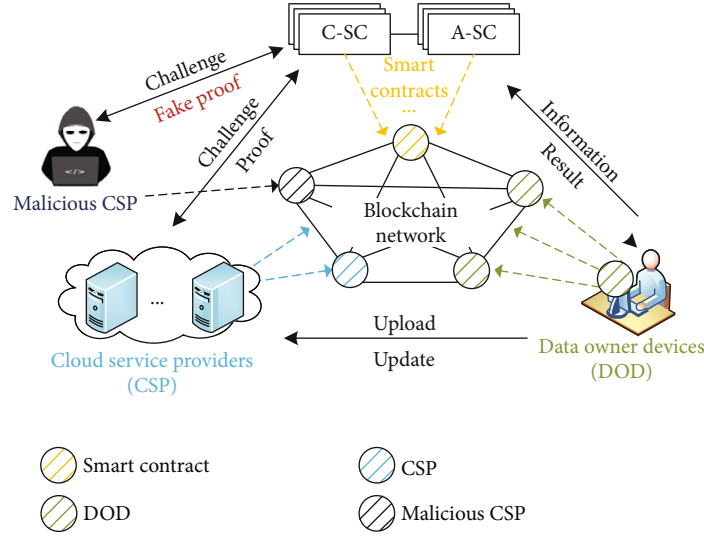 C-SC
A-SC
Smart
contracts
...
Challenge
Fake proof
Challenge
Proof
Information
Result
</>
Malicious CSP
Blockchain
network
...
Upload
Update
Cloud service providers
(CSP)
Data owner devices
(DOD)
Smart contract
CSP
DOD
Malicious CSP